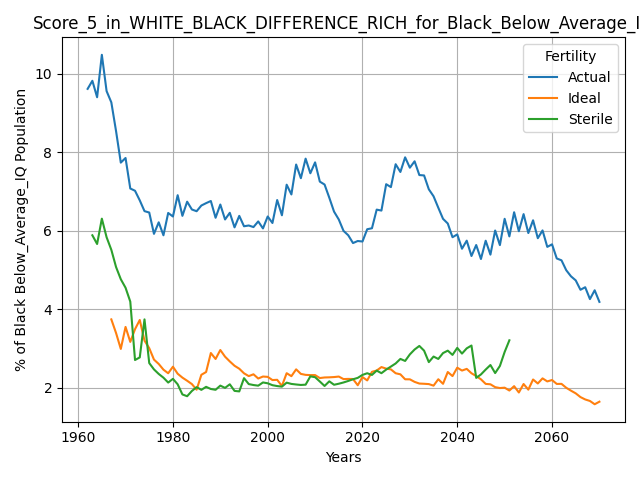 Score_5_in_WHITE_BLACK_DIFFERENCE_RICH_for_Black_Below_Average_I
% of Black Below_Average_IQ Population
10
8
6
4
2
Fertility
Actual
Ideal
Sterile
1960 1980 2000 2020 2040 2060
Years